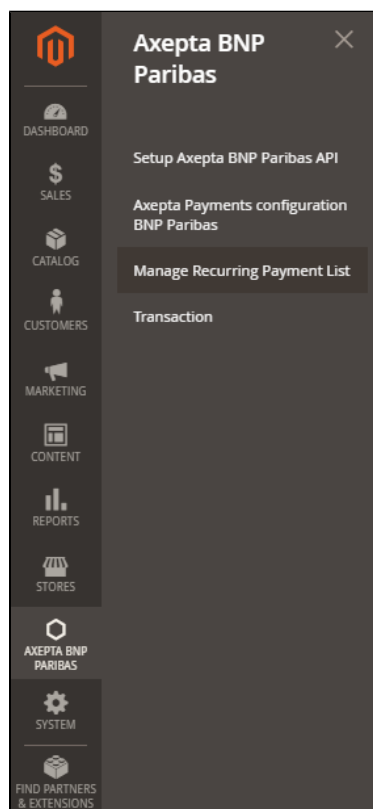 Axepta BNP
Paribas
DASHBOARD
SALES
CATALOG
CUSTOMERS
MARKETING
CONTENT
REPORTS
STORES
AXEPTA BNP
PARIBAS
SYSTEM
FIND PARTNERS
& EXTENSIONS
Setup Axepta BNP Paribas API
Axepta Payments configuration
BNP Paribas
Manage Recurring Payment List
Transaction